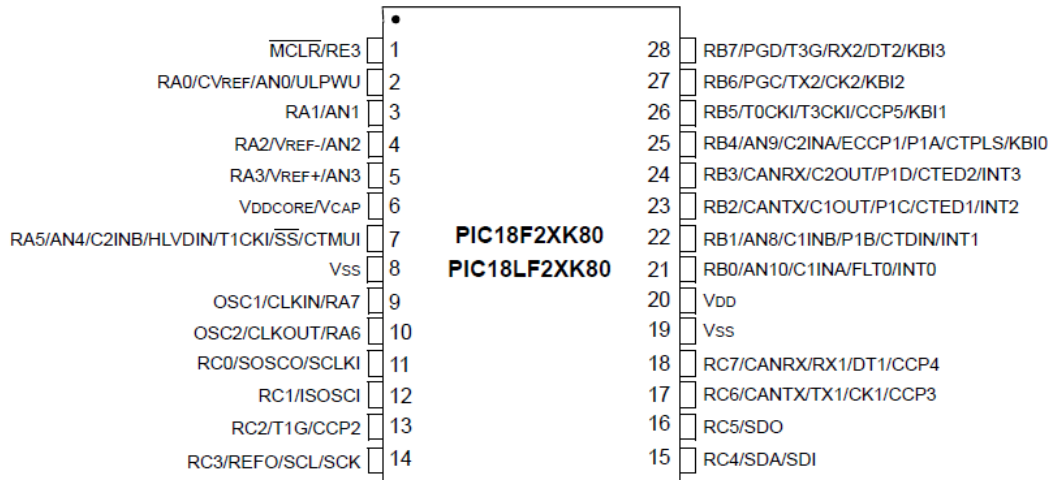 MCLR/RE3 1
RA0/CVREF/AN0/ULPWU 2
RA1/AN1 3
RA2/VREF-/AN2 4
RA3/VREF+/AN3 5
VDDCORE/VCAP 6
RA5/AN4/C2INB/HLVDIN/T1CKI/SS/CTMUI 7
VSS 8
OSC1/CLKIN/RA7 9
OSC2/CLKOUT/RA6 10
RC0/SOSCO/SCLKI 11
RC1/ISOSCI 12
RC2/T1G/CCP2 13
RC3/REFO/SCL/SCK 14
PIC18F2XK80
PIC18LF2XK80
28 RB7/PGD/T3G/RX2/DT2/KBI3
27 RB6/PGC/TX2/CK2/KBI2
26 RB5/T0CKI/T3CKI/CCP5/KBI1
25 RB4/AN9/C2INA/ECCP1/P1A/CTPLS/KBI0
24 RB3/CANRX/C2OUT/P1D/CTED2/INT3
23 RB2/CANTX/C1OUT/P1C/CTED1/INT2
22 RB1/AN8/C1INB/P1B/CTDIN/INT1
21 RB0/AN10/C1INA/FLT0/INT0
20 VDD
19 VSS
18 RC7/CANRX/RX1/DT1/CCP4
17 RC6/CANTX/TX1/CK1/CCP3
16 RC5/SDO
15 RC4/SDA/SDI